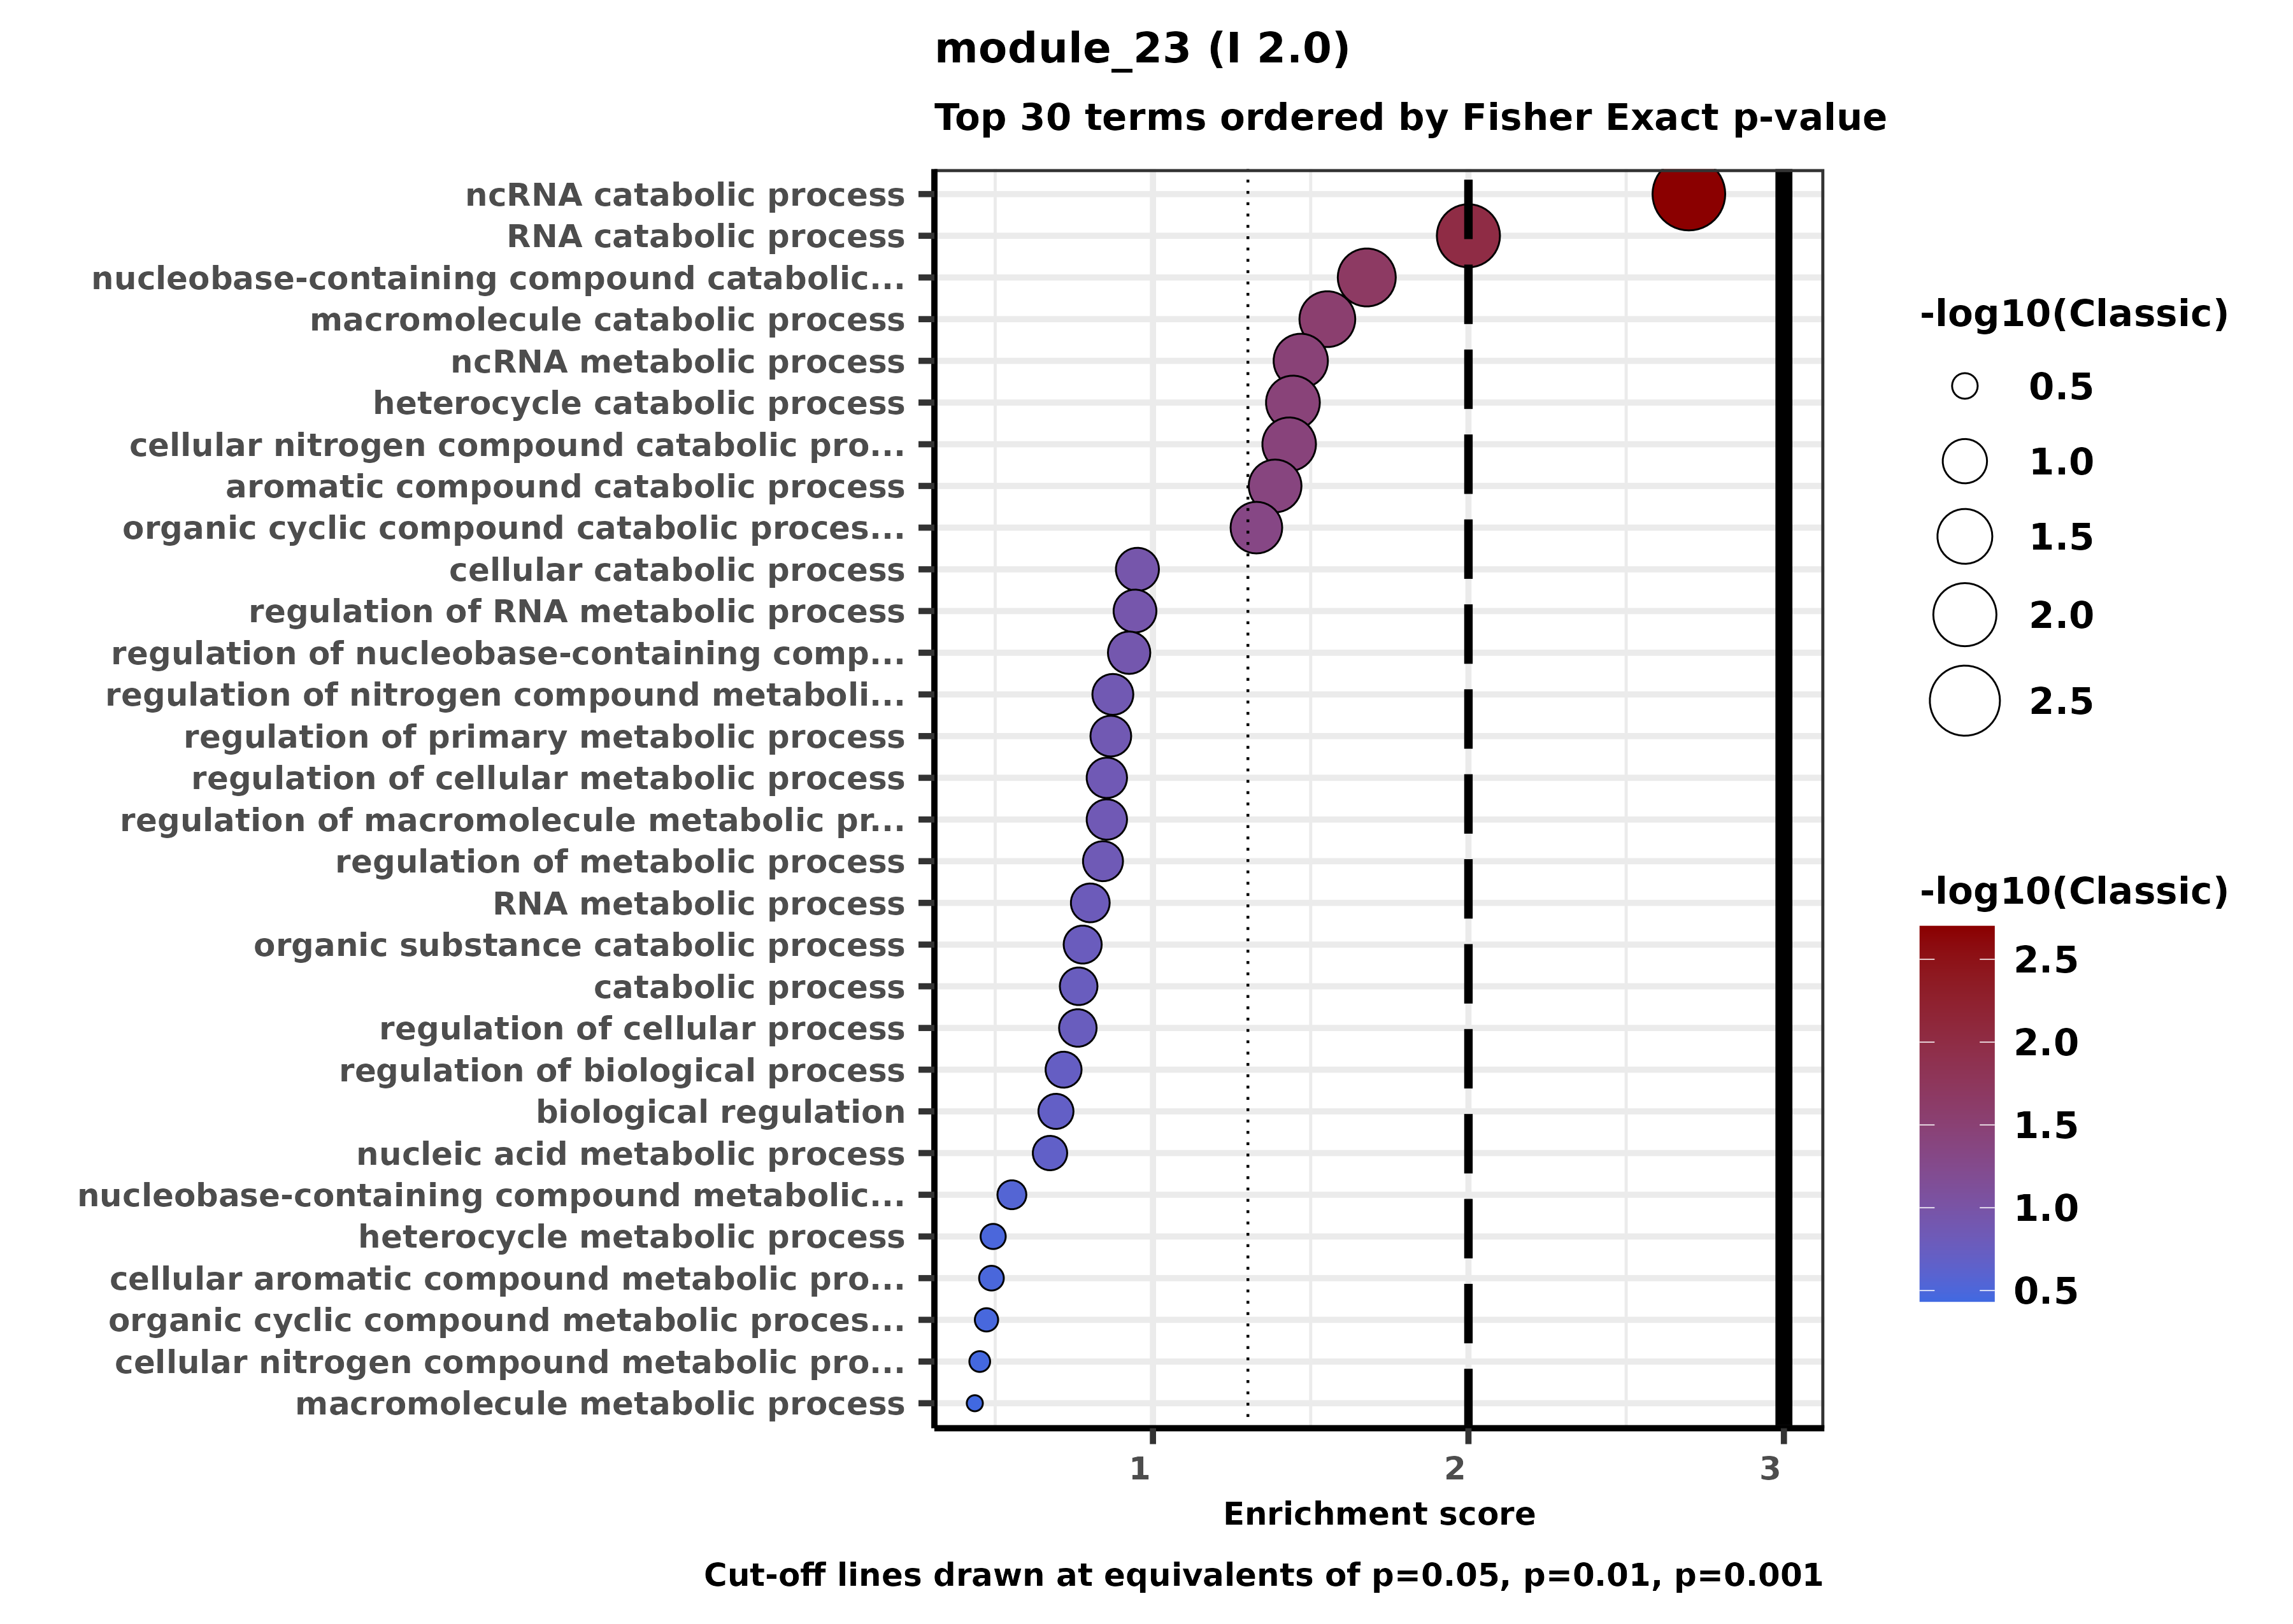 module_23 (I 2.0)
Top 30 terms ordered by Fisher Exact p-value
ncRNA catabolic process
RNA catabolic process
nucleobase-containing compound catabolic...
macromolecule catabolic process
ncRNA metabolic process
heterocycle catabolic process
cellular nitrogen compound catabolic pro...
aromatic compound catabolic process
organic cyclic compound catabolic proces...
cellular catabolic process
regulation of RNA metabolic process
regulation of nucleobase-containing comp...
regulation of nitrogen compound metaboli...
regulation of primary metabolic process
regulation of cellular metabolic process
regulation of macromolecule metabolic pr...
regulation of metabolic process
RNA metabolic process
organic substance catabolic process
catabolic process
regulation of cellular process
regulation of biological process
biological regulation
nucleic acid metabolic process
nucleobase-containing compound metabolic...
heterocycle metabolic process
cellular aromatic compound metabolic pro...
organic cyclic compound metabolic proces...
cellular nitrogen compound metabolic pro...
macromolecule metabolic process
1 2 3
Enrichment score
Cut-off lines drawn at equivalents of p=0.05, p=0.01, p=0.001
-log10(Classic)
0.5
1.0
1.5
2.0
2.5
-log10(Classic)
2.5
2.0
1.5
1.0
0.5